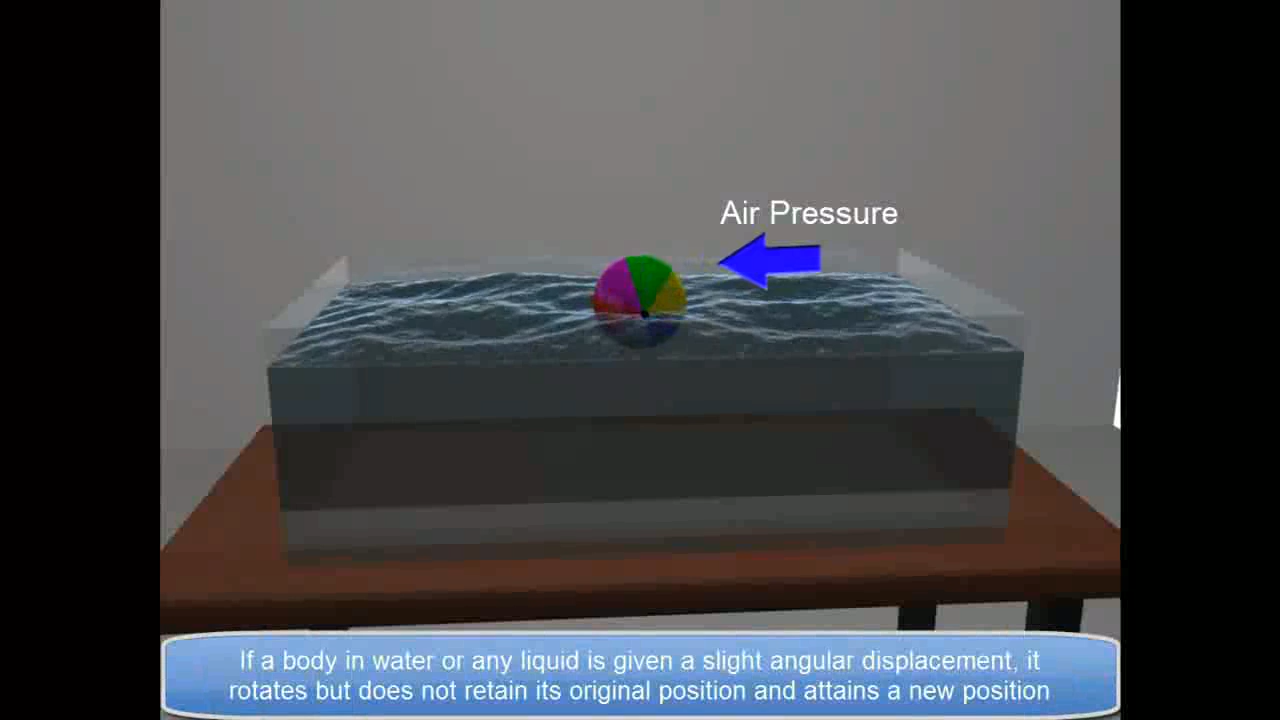 Air Pressure
If a body in water or any liquid is given a slight angular displacement, it
rotates but does not retain its original position and attains a new position